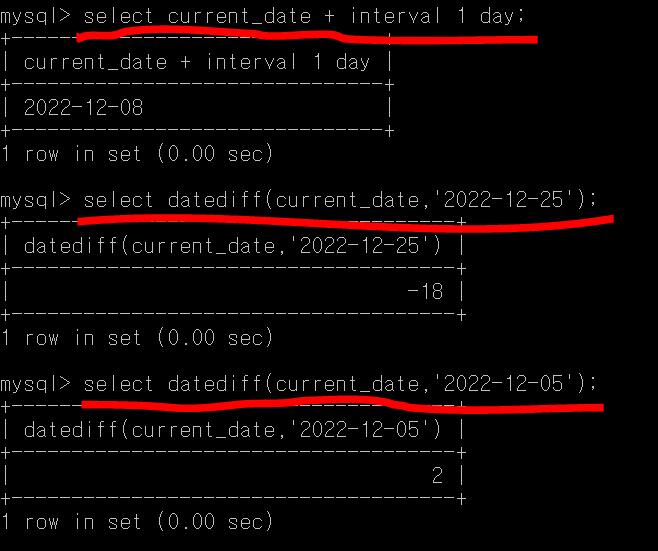 mysql> select current_date + interval 1 day;
+-------------------------------+
| current_date + interval 1 day |
+-------------------------------+
| 2022-12-08                    |
+-------------------------------+
1 row in set (0.00 sec)
mysql> select datediff(current_date,'2022-12-25');
+-------------------------------------+
| datediff(current_date,'2022-12-25') |
+-------------------------------------+
|                                 -18 |
+-------------------------------------+
1 row in set (0.00 sec)
mysql> select datediff(current_date,'2022-12-05');
+-------------------------------------+
| datediff(current_date,'2022-12-05') |
+-------------------------------------+
|                                   2 |
+-------------------------------------+
1 row in set (0.00 sec)